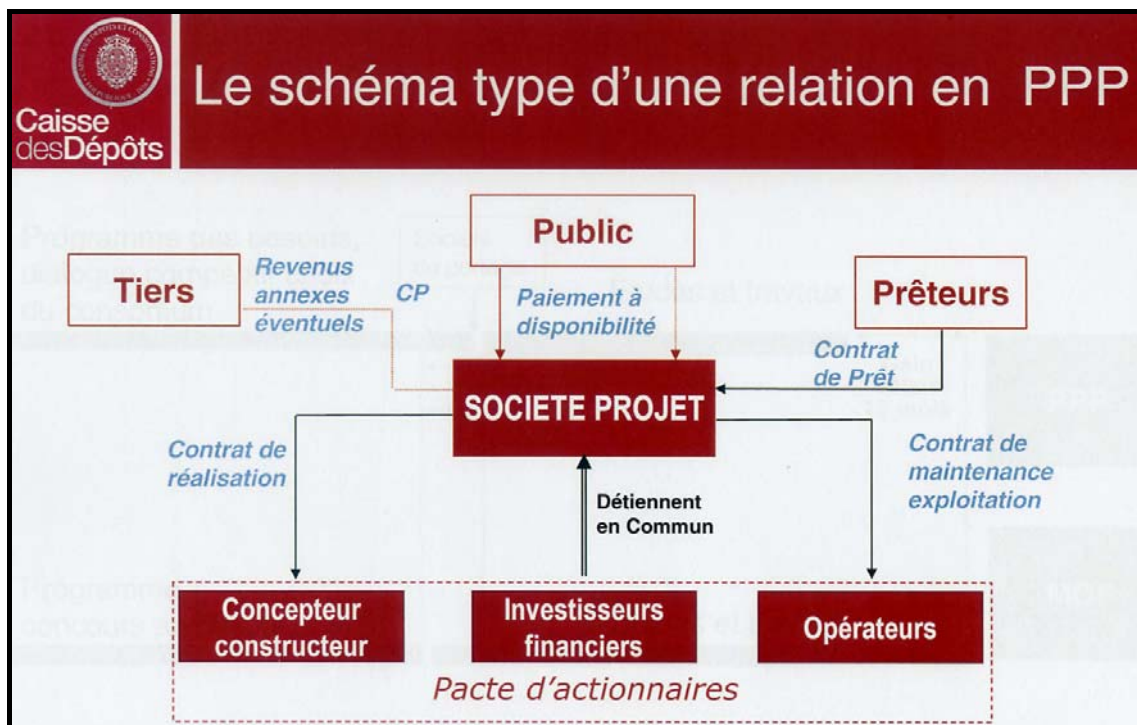 Caisse
desDépôts
Le schéma type d'une relation en PPP
Public
Tiers
Revenus
annexes
éventuels
CP
Paiement à
disponibilité
Prêteurs
Contrat
de Prêt
SOCIETE PROJET
Contrat de
réalisation
Contrat de
maintenance
exploitation
Détiennent
en Commun
Concepteur
constructeur
Investisseurs
financiers
Opérateurs
Pacte d'actionnaires